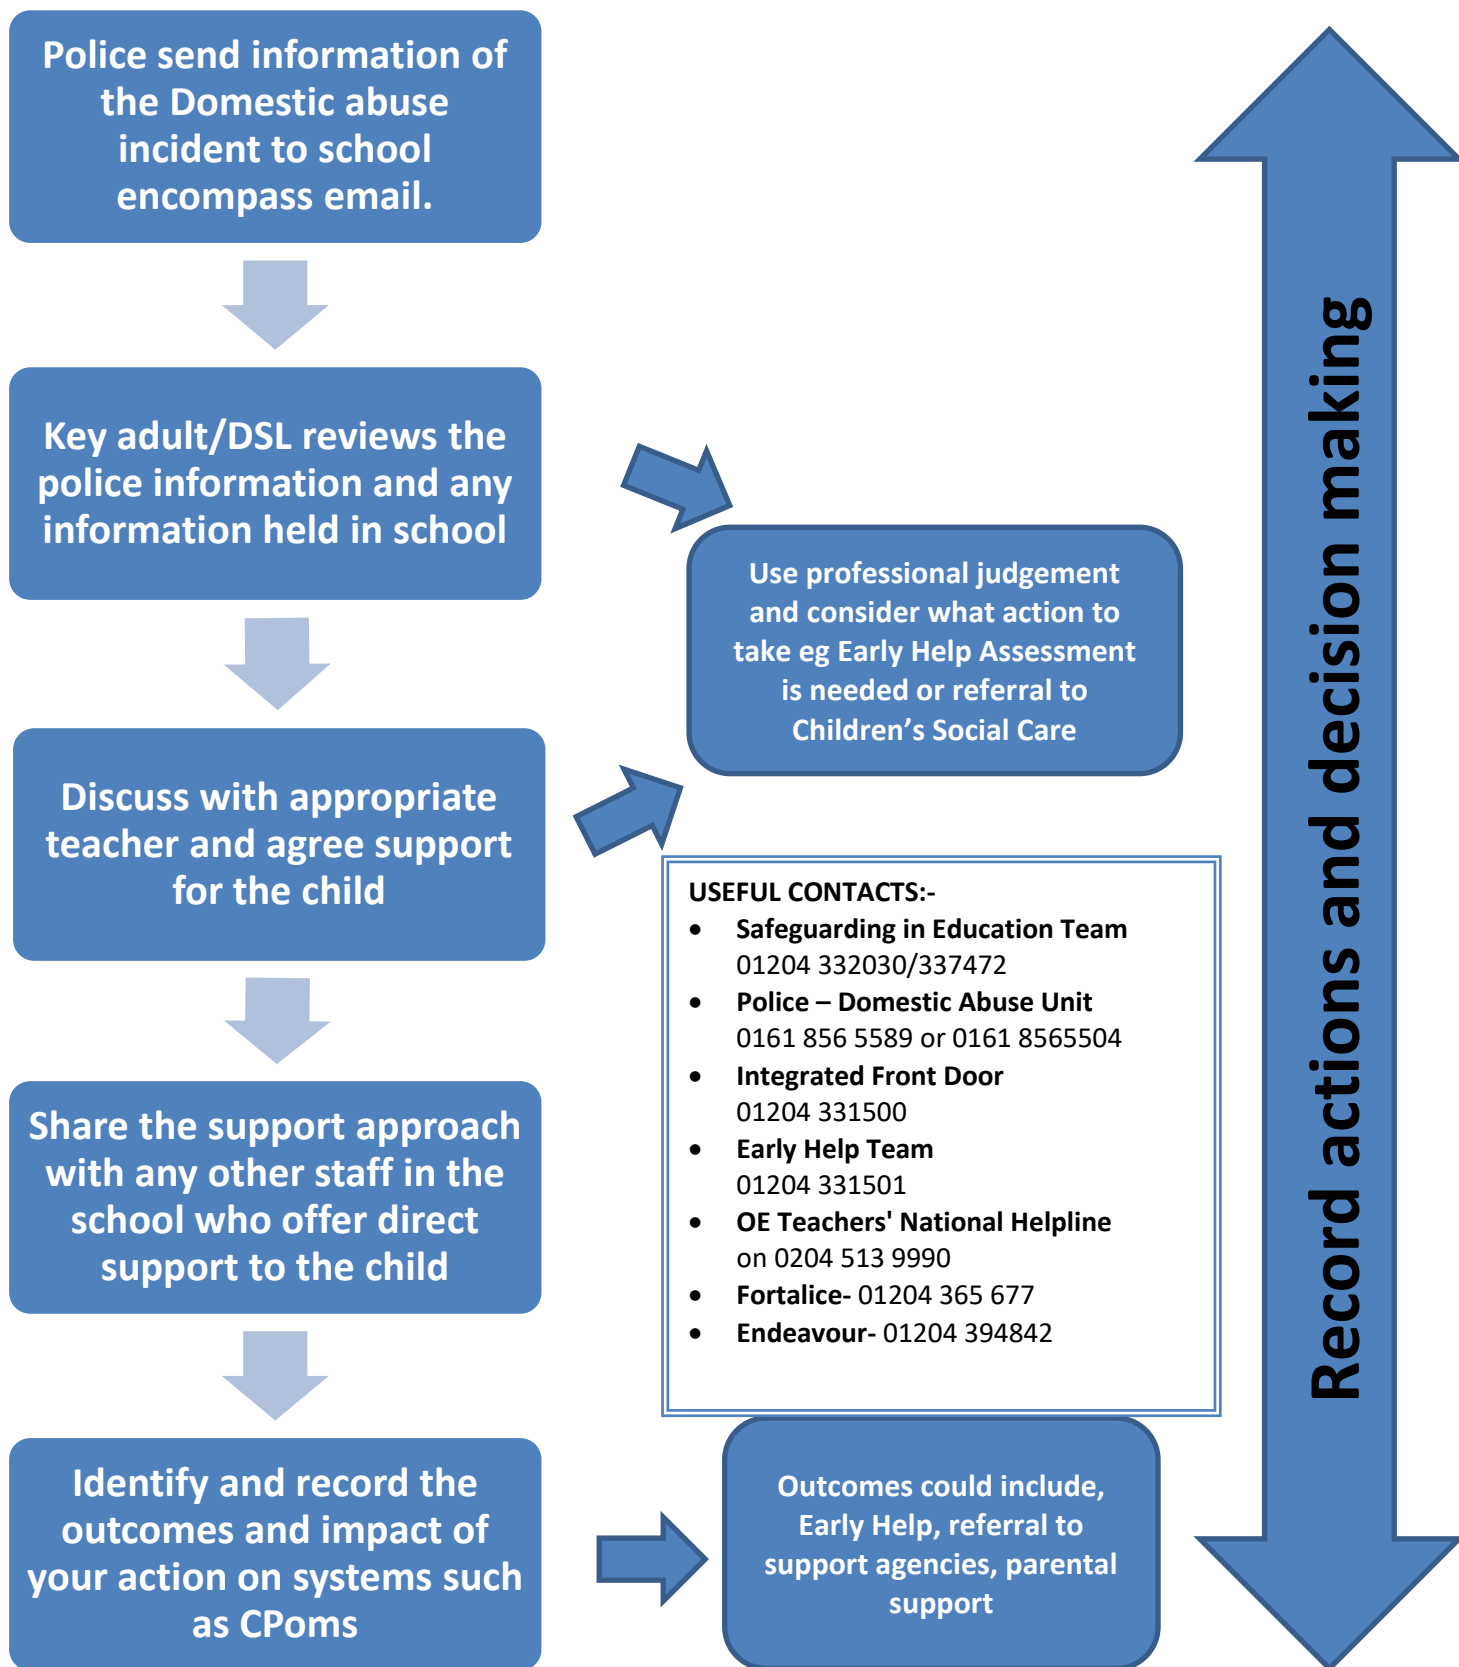 Police send information of
the Domestic abuse
incident to school
encompass email.
Key adult/DSL reviews the
police information and any
information held in school
Use professional judgement
and consider what action to
take eg Early Help Assessment
is needed or referral to
Children’s Social Care
Discuss with appropriate
teacher and agree support
for the child
USEFUL CONTACTS:-
• Safeguarding in Education Team
01204 332030/337472
• Police – Domestic Abuse Unit
0161 856 5589 or 0161 8565504
• Integrated Front Door
01204 331500
• Early Help Team
01204 331501
• OE Teachers' National Helpline
on 0204 513 9990
• Fortalice- 01204 365 677
• Endeavour- 01204 394842
Share the support approach
with any other staff in the
school who offer direct
support to the child
Identify and record the
outcomes and impact of
your action on systems such
as CPoms
Outcomes could include,
Early Help, referral to
support agencies, parental
support
Record actions and decision making